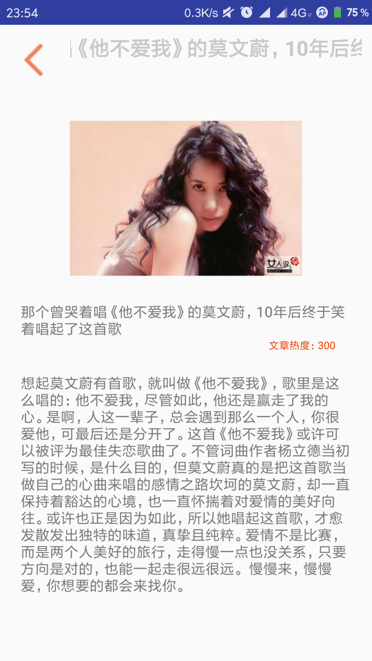 23:54
0.3K/s 4G 75%
《他不爱我》的莫文蔚，10年后终
女人说
那个曾哭着唱《他不爱我》的莫文蔚，10年后终于笑
着唱起了这首歌
文章热度：300
想起莫文蔚有首歌，就叫做《他不爱我》，歌里是这
么唱的：他不爱我，尽管如此，他还是赢走了我的
心。是啊，人这一辈子，总会遇到那么一个人，你很
爱他，可最后还是分开了。这首《他不爱我》或许可
以被评为最佳失恋歌曲了。不管词曲作者杨立德当初
写的时候，是什么目的，但莫文蔚真的是把这首歌当
做自己的心曲来唱的感情之路坎坷的莫文蔚，却一直
保持着豁达的心境，也一直怀揣着对爱情的美好向
往。或许也正是因为如此，所以她唱起这首歌，才愈
发散发出独特的味道，真挚且纯粹。爱情不是比赛，
而是两个人美好的旅行，走得慢一点也没关系，只要
方向是对的，也能一起走很远很远。 慢慢来，慢慢
爱，你想要的都会来找你。